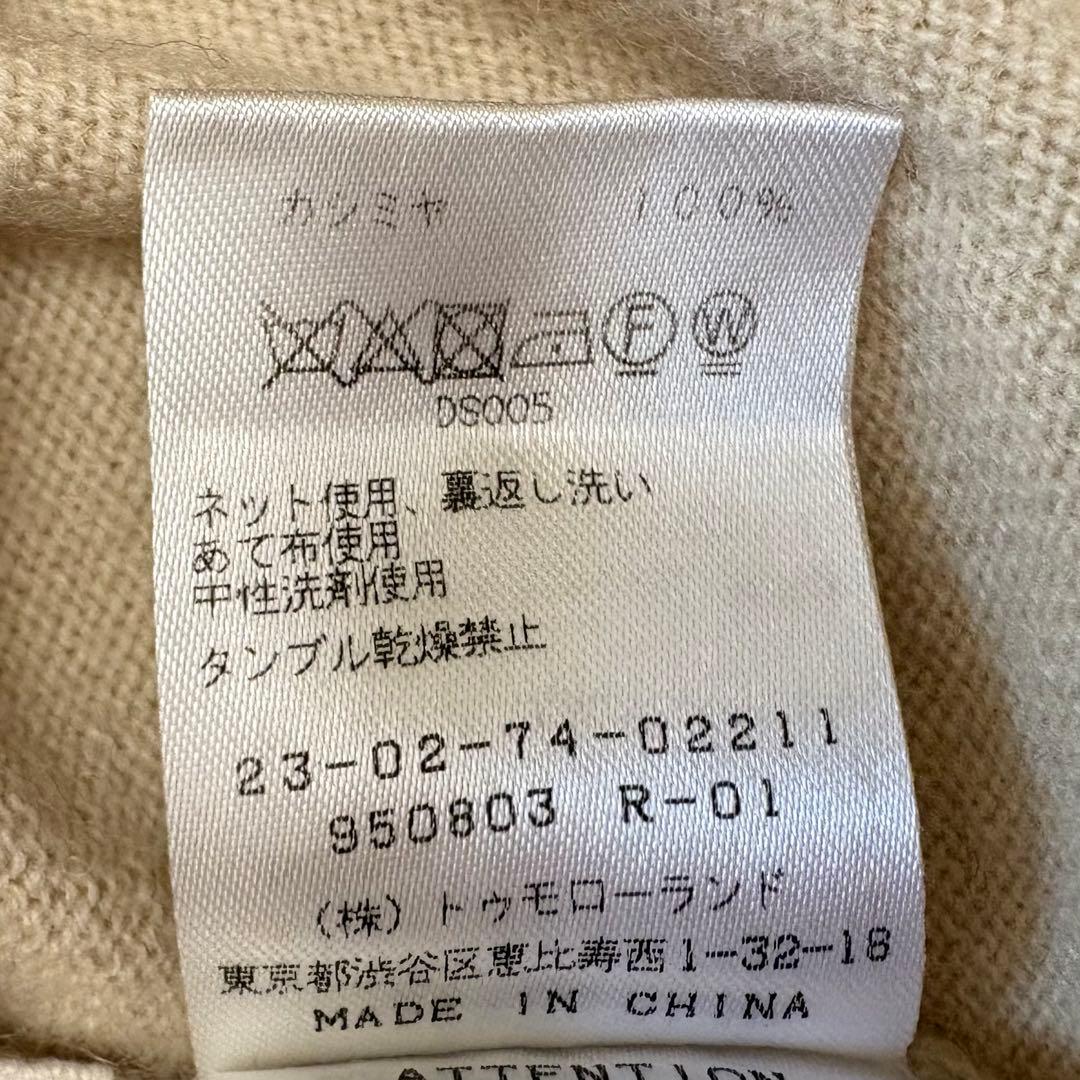 カシミヤ 100%
F W
DS005
ネット使用、裏返し洗い
あて布使用
中性洗剤使用
タンブル乾燥禁止
23-02-74-02211
950803 R-01
(株)トゥモローランド
東京都渋谷区恵比寿西1-32-18
MADE IN CHINA
ATTENTION